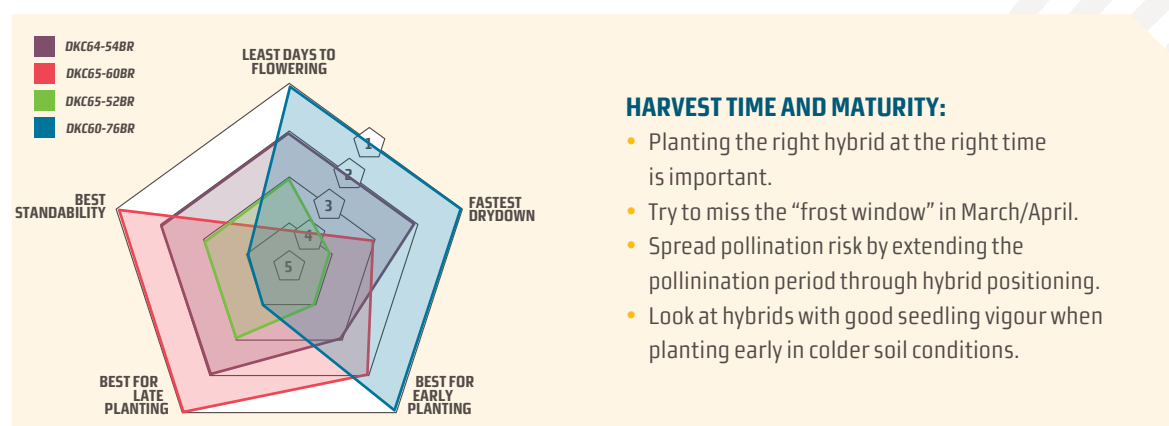 DKC64-54BR
DKC65-60BR
DKC65-52BR
DKC60-76BR
LEAST DAYS TO
FLOWERING
1
2
3
4
5
BEST
STANDABILITY
FASTEST
DRYDOWN
BEST FOR
LATE
PLANTING
BEST FOR
EARLY
PLANTING
HARVEST TIME AND MATURITY:
• Planting the right hybrid at the right time
is important.
• Try to miss the “frost window” in March/April.
• Spread pollination risk by extending the
pollinination period through hybrid positioning.
• Look at hybrids with good seedling vigour when
planting early in colder soil conditions.